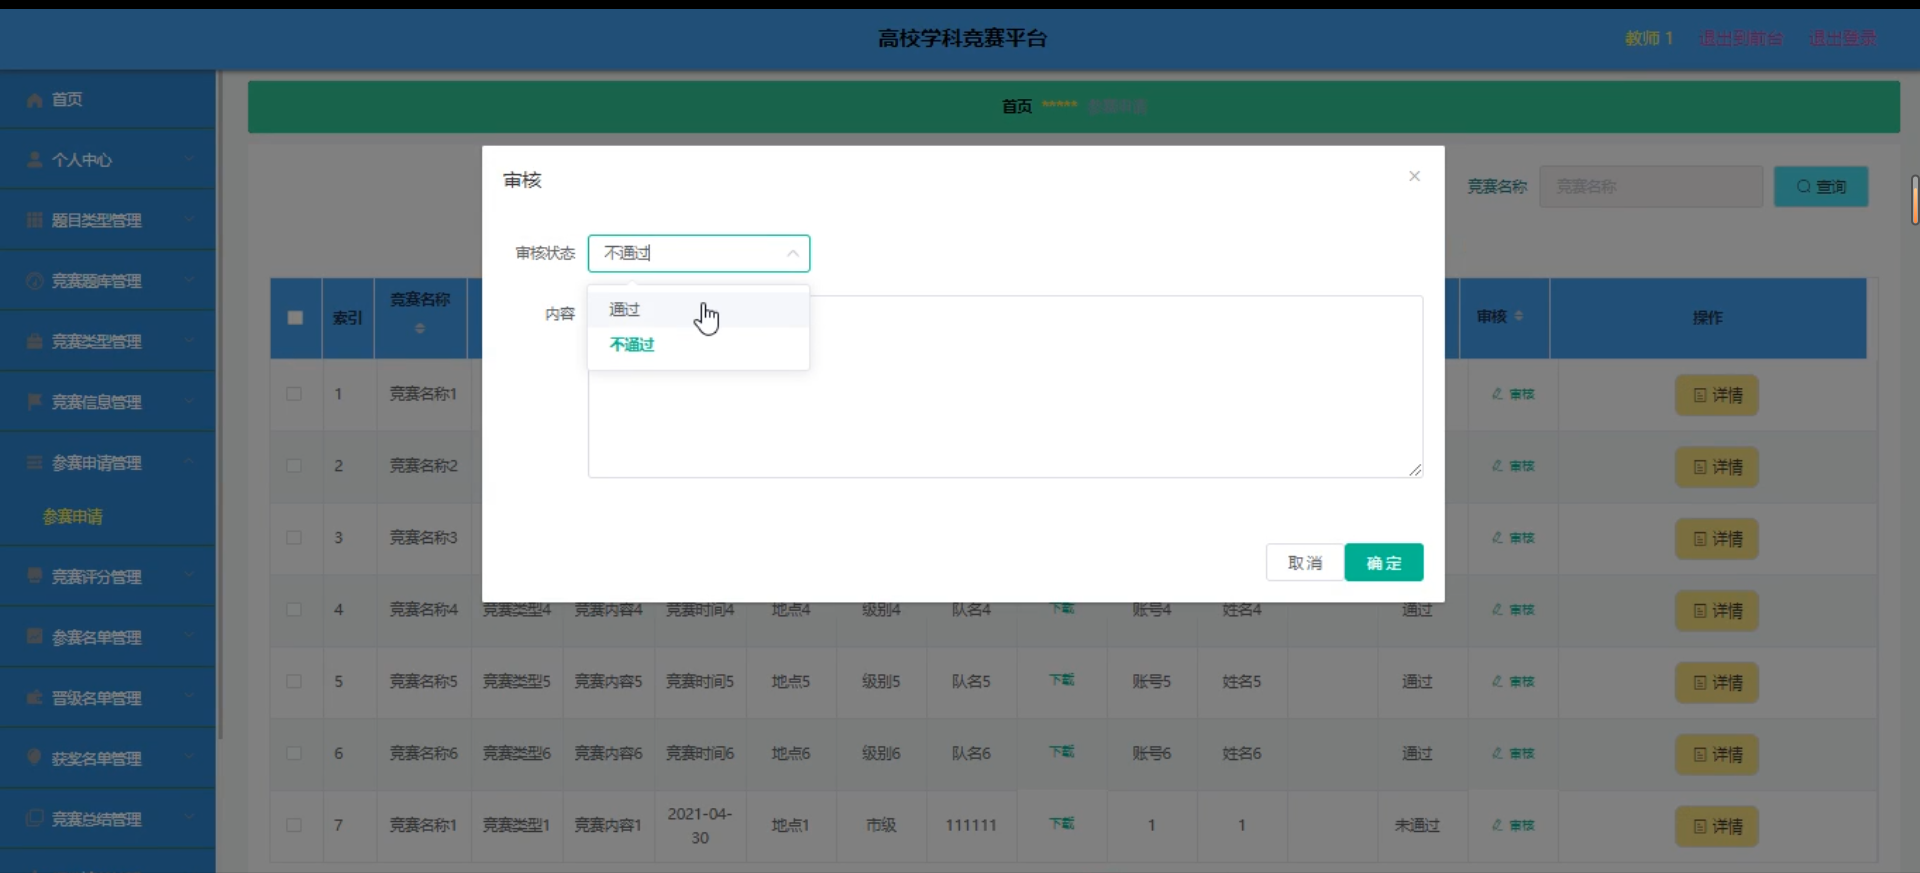 高校学科竞赛平台
教师 1
退出到前台
退出登录
首页
个人中心
题目类型管理
竞赛题库管理
竞赛类型管理
竞赛信息管理
参赛申请管理
参赛申请
竞赛评分管理
参赛名单管理
晋级名单管理
获奖名单管理
竞赛总结管理
首页 ***** 参赛申请
竞赛名称 竞赛名称 查询
审核
审核状态 不通过
通过
不通过
内容
取消 确定
索引 竞赛名称 审核 操作
1 竞赛名称1 审核 详情
2 竞赛名称2 审核 详情
3 竞赛名称3 审核 详情
4 竞赛名称4 竞赛类型4 竞赛内容4 竞赛时间4 地点4 级别4 队名4 下载 账号4 姓名4 通过 审核 详情
5 竞赛名称5 竞赛类型5 竞赛内容5 竞赛时间5 地点5 级别5 队名5 下载 账号5 姓名5 通过 审核 详情
6 竞赛名称6 竞赛类型6 竞赛内容6 竞赛时间6 地点6 级别6 队名6 下载 账号6 姓名6 通过 审核 详情
7 竞赛名称1 竞赛类型1 竞赛内容1 2021-04-30 地点1 市级 111111 下载 1 1 未通过 审核 详情